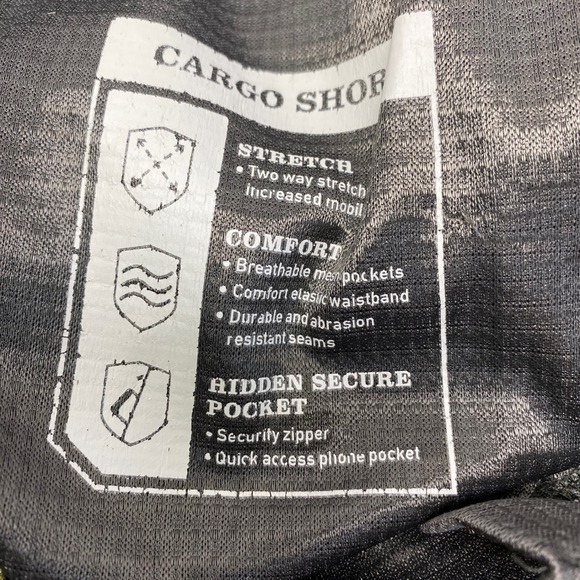 CARGO SHOR
STRETCH
• Two way stretch
increased mobil
COMFORT
• Breathable mesh pockets
• Comfort elastic waistband
• Durable and abrasion
resistant seams
HIDDEN SECURE
POCKET
• Security zipper
• Quick access phone pocket